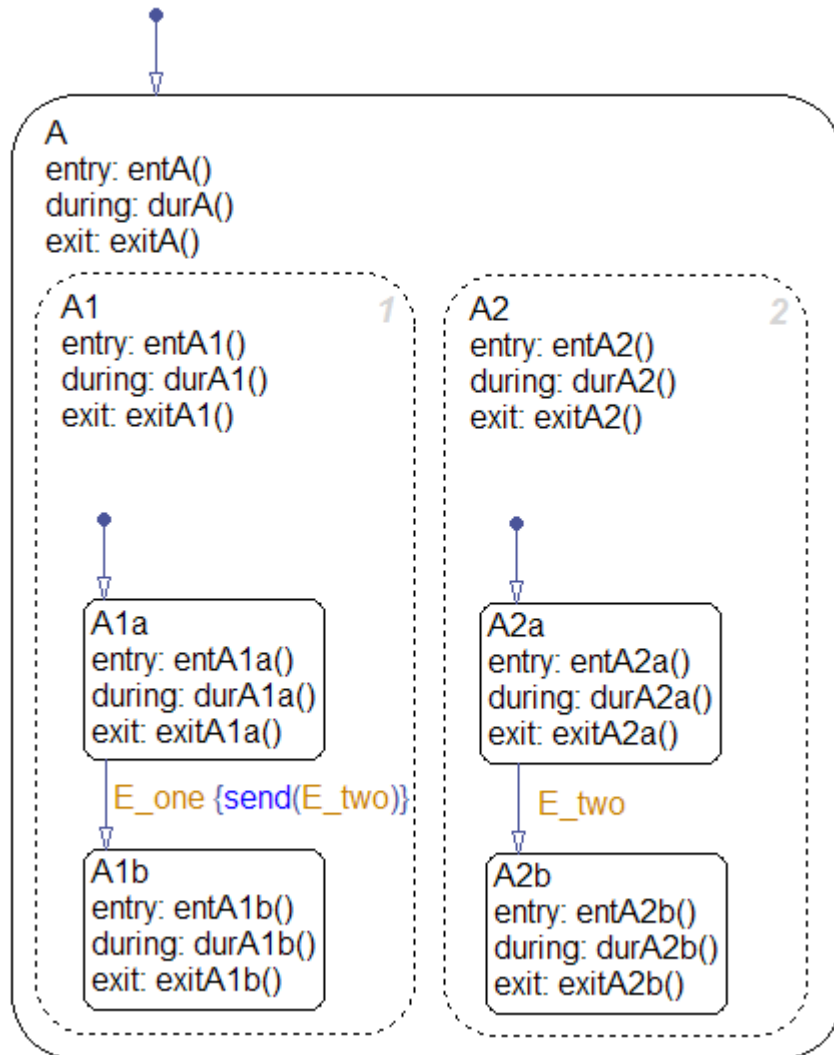 A
entry: entA()
during: durA()
exit: exitA()
A1
1
entry: entA1()
during: durA1()
exit: exitA1()
A1a
entry: entA1a()
during: durA1a()
exit: exitA1a()
E_one {send(E_two)}
A1b
entry: entA1b()
during: durA1b()
exit: exitA1b()
A2
2
entry: entA2()
during: durA2()
exit: exitA2()
A2a
entry: entA2a()
during: durA2a()
exit: exitA2a()
E_two
A2b
entry: entA2b()
during: durA2b()
exit: exitA2b()